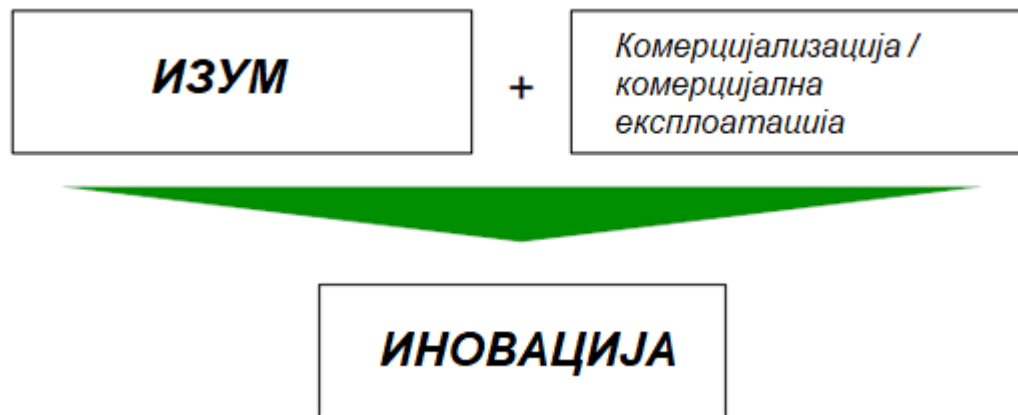 ИЗУМ
+
Комерцијализација /
комерцијална
експлоатација
ИНОВАЦИЈА